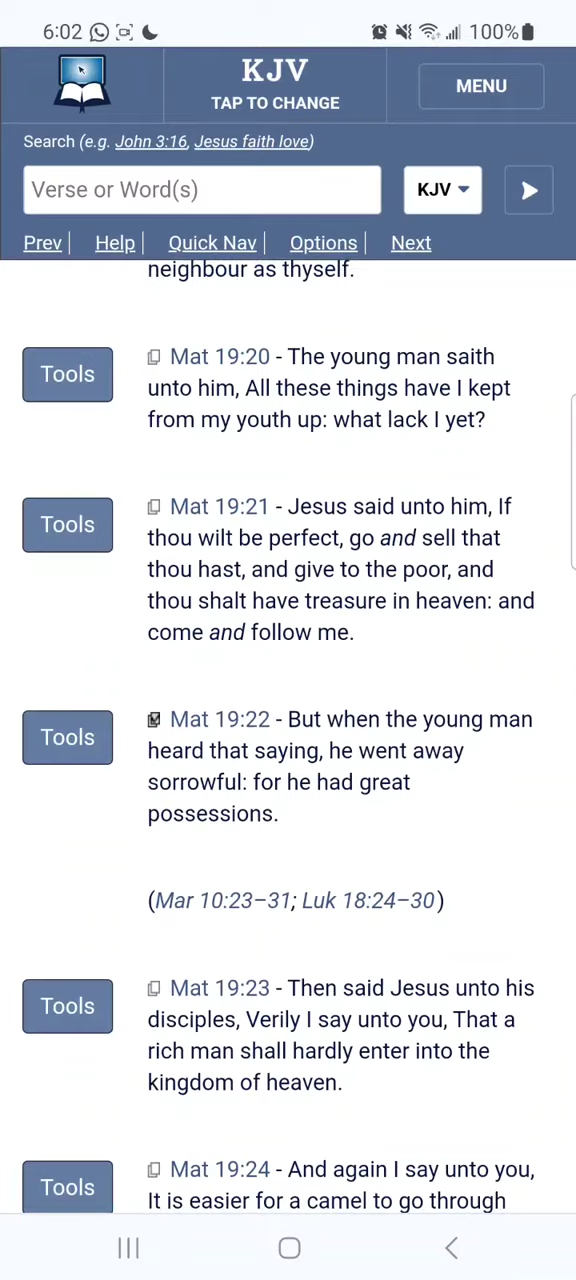 6:02 100%
KJV
TAP TO CHANGE
MENU
Search (e.g. John 3:16, Jesus faith love)
Verse or Word(s)
KJV
Prev | Help | Quick Nav | Options | Next
neighbour as thyself.
Tools
Mat 19:20 - The young man saith
unto him, All these things have I kept
from my youth up: what lack I yet?
Tools
Mat 19:21 - Jesus said unto him, If
thou wilt be perfect, go and sell that
thou hast, and give to the poor, and
thou shalt have treasure in heaven: and
come and follow me.
Tools
Mat 19:22 - But when the young man
heard that saying, he went away
sorrowful: for he had great
possessions.
(Mar 10:23–31; Luk 18:24–30)
Tools
Mat 19:23 - Then said Jesus unto his
disciples, Verily I say unto you, That a
rich man shall hardly enter into the
kingdom of heaven.
Tools
Mat 19:24 - And again I say unto you,
It is easier for a camel to go through